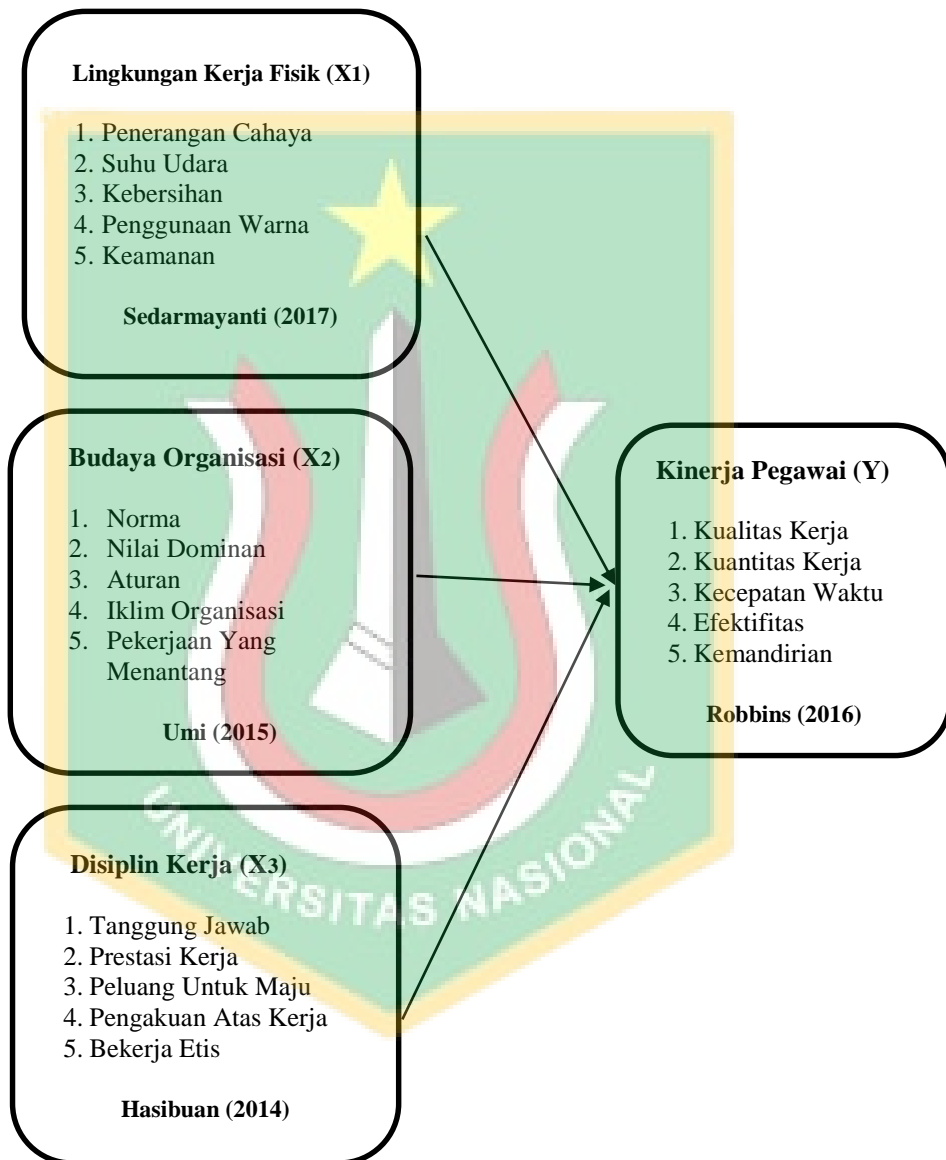 Lingkungan Kerja Fisik (X1)
1. Penerangan Cahaya
2. Suhu Udara
3. Kebersihan
4. Penggunaan Warna
5. Keamanan
Sedarmayanti (2017)
Budaya Organisasi (X2)
1. Norma
2. Nilai Dominan
3. Aturan
4. Iklim Organisasi
5. Pekerjaan Yang
Menantang
Umi (2015)
Disiplin Kerja (X3)
1. Tanggung Jawab
2. Prestasi Kerja
3. Peluang Untuk Maju
4. Pengakuan Atas Kerja
5. Bekerja Etis
Hasibuan (2014)
Kinerja Pegawai (Y)
1. Kualitas Kerja
2. Kuantitas Kerja
3. Kecepatan Waktu
4. Efektifitas
5. Kemandirian
Robbins (2016)
UNIVERSITAS NASIONAL